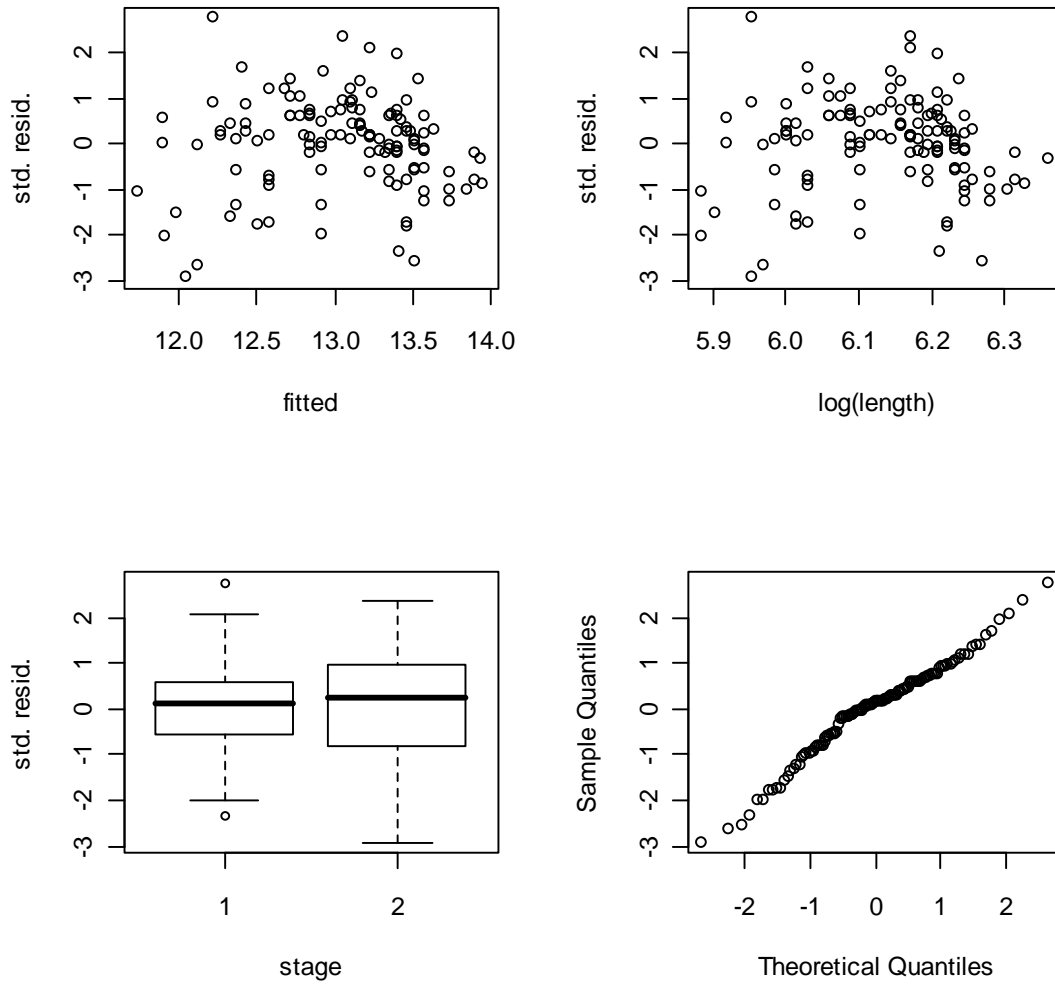 std. resid.
-3 -2 -1 0 1 2
12.0 12.5 13.0 13.5 14.0
fitted
std. resid.
-3 -2 -1 0 1 2
5.9 6.0 6.1 6.2 6.3
log(length)
std. resid.
-3 -2 -1 0 1 2
1 2
stage
Sample Quantiles
-3 -2 -1 0 1 2
-2 -1 0 1 2
Theoretical Quantiles